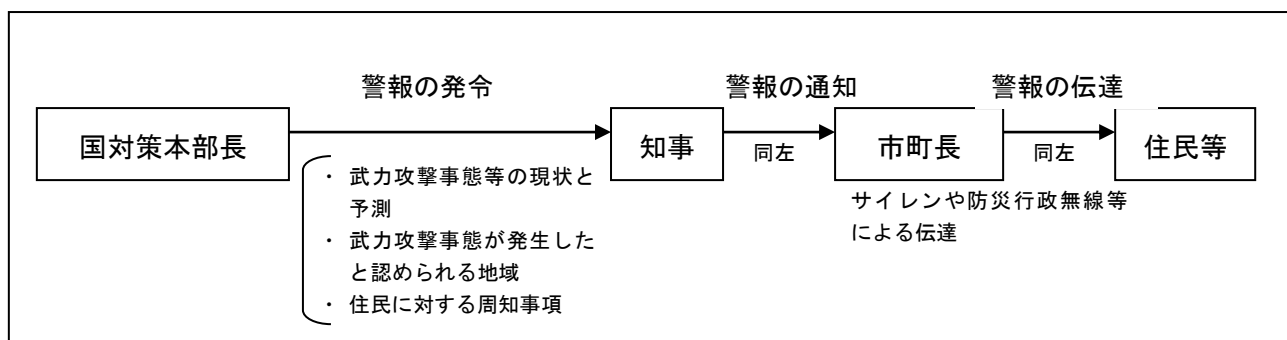 警報の発令
警報の通知
警報の伝達
国対策本部長
知事
同左
市町長
同左
住民等
・ 武力攻撃事態等の現状と
予測
・ 武力攻撃事態が発生した
と認められる地域
・ 住民に対する周知事項
サイレンや防災行政無線等
による伝達